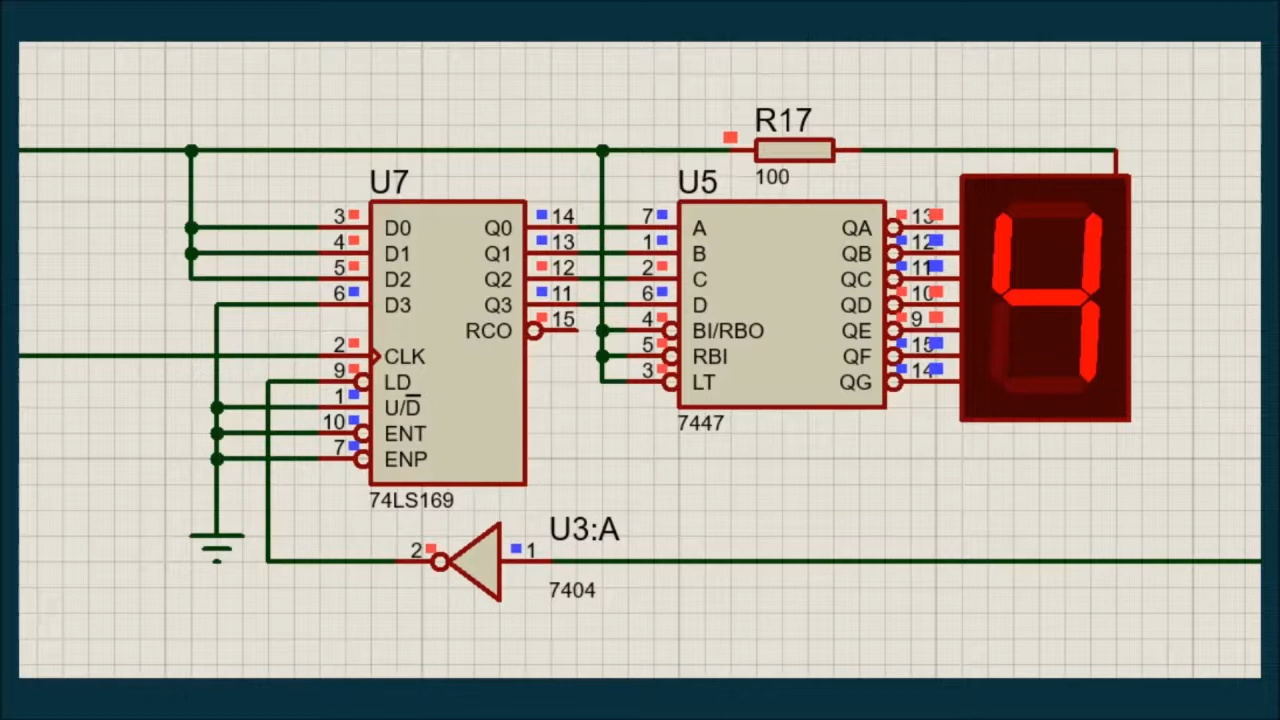 R17
100
U7
3 D0 Q0 14
4 D1 Q1 13
5 D2 Q2 12
6 D3 Q3 11
RCO 15
2 CLK
9 LD
1 U/D̅
10 ENT
7 ENP
74LS169
U5
7 A QA 13
1 B QB 12
2 C QC 11
6 D QD 10
4 BI/RBO QE 9
5 RBI QF 15
3 LT QG 14
7447
4
U3:A
2 1
7404